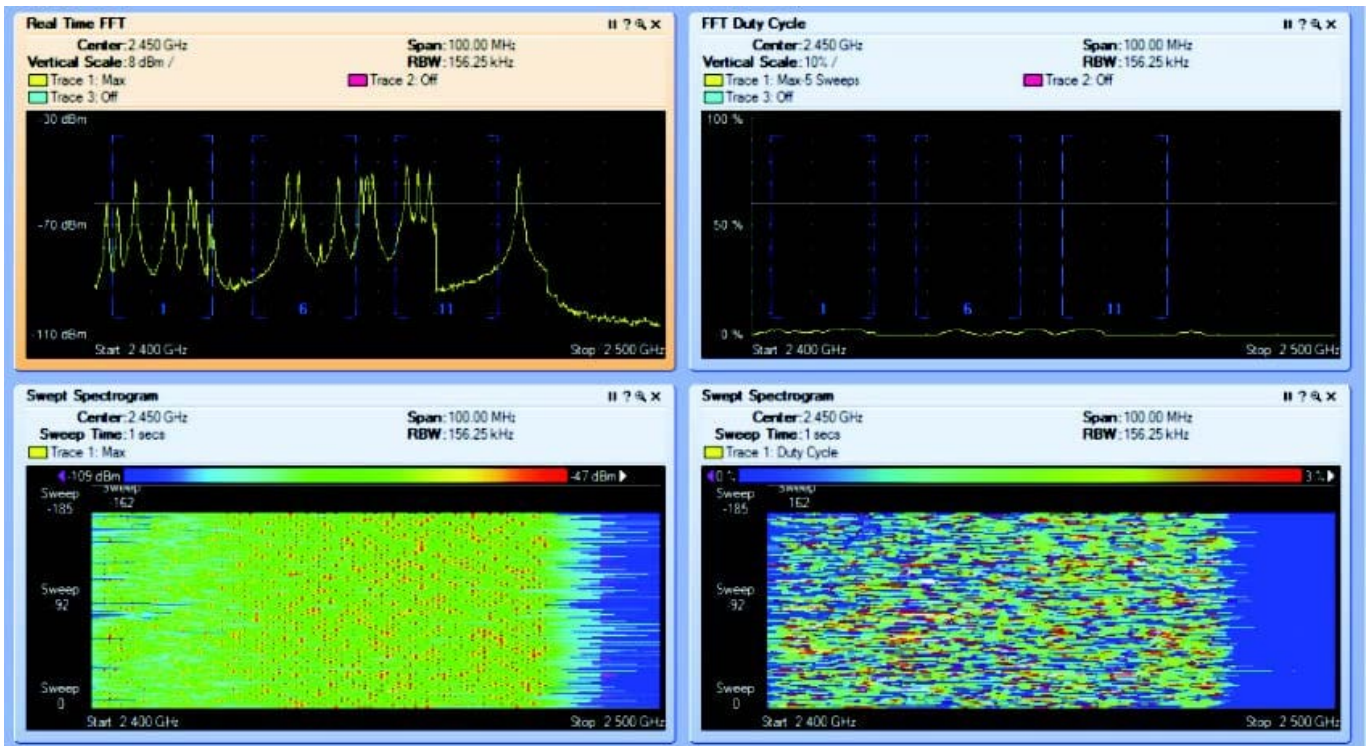 Real Time FFT
Center: 2.450 GHz Span: 100.00 MHz
Vertical Scale: 8 dBm / RBW: 156.25 kHz
Trace 1: Max Trace 2: Off
Trace 3: Off
-30 dBm
-70 dBm
1 6 11
-110 dBm
Start 2.400 GHz Stop 2.500 GHz
FFT Duty Cycle
Center: 2.450 GHz Span: 100.00 MHz
Vertical Scale: 10% / RBW: 156.25 kHz
Trace 1: Max-5 Sweeps Trace 2: Off
Trace 3: Off
100 %
50 %
1 6 11
0 %
Start 2.400 GHz Stop 2.500 GHz
Swept Spectrogram
Center: 2.450 GHz Span: 100.00 MHz
Sweep Time: 1 secs RBW: 156.25 kHz
Trace 1: Max
-109 dBm -47 dBm
Sweep Sweep
-185 -162
Sweep
92
Sweep
0
Start 2.400 GHz Stop 2.500 GHz
Swept Spectrogram
Center: 2.450 GHz Span: 100.00 MHz
Sweep Time: 1 secs RBW: 156.25 kHz
Trace 1: Duty Cycle
0 % 3 %
Sweep Sweep
-185 162
Sweep
-92
Sweep
0
Start 2.400 GHz Stop 2.500 GHz